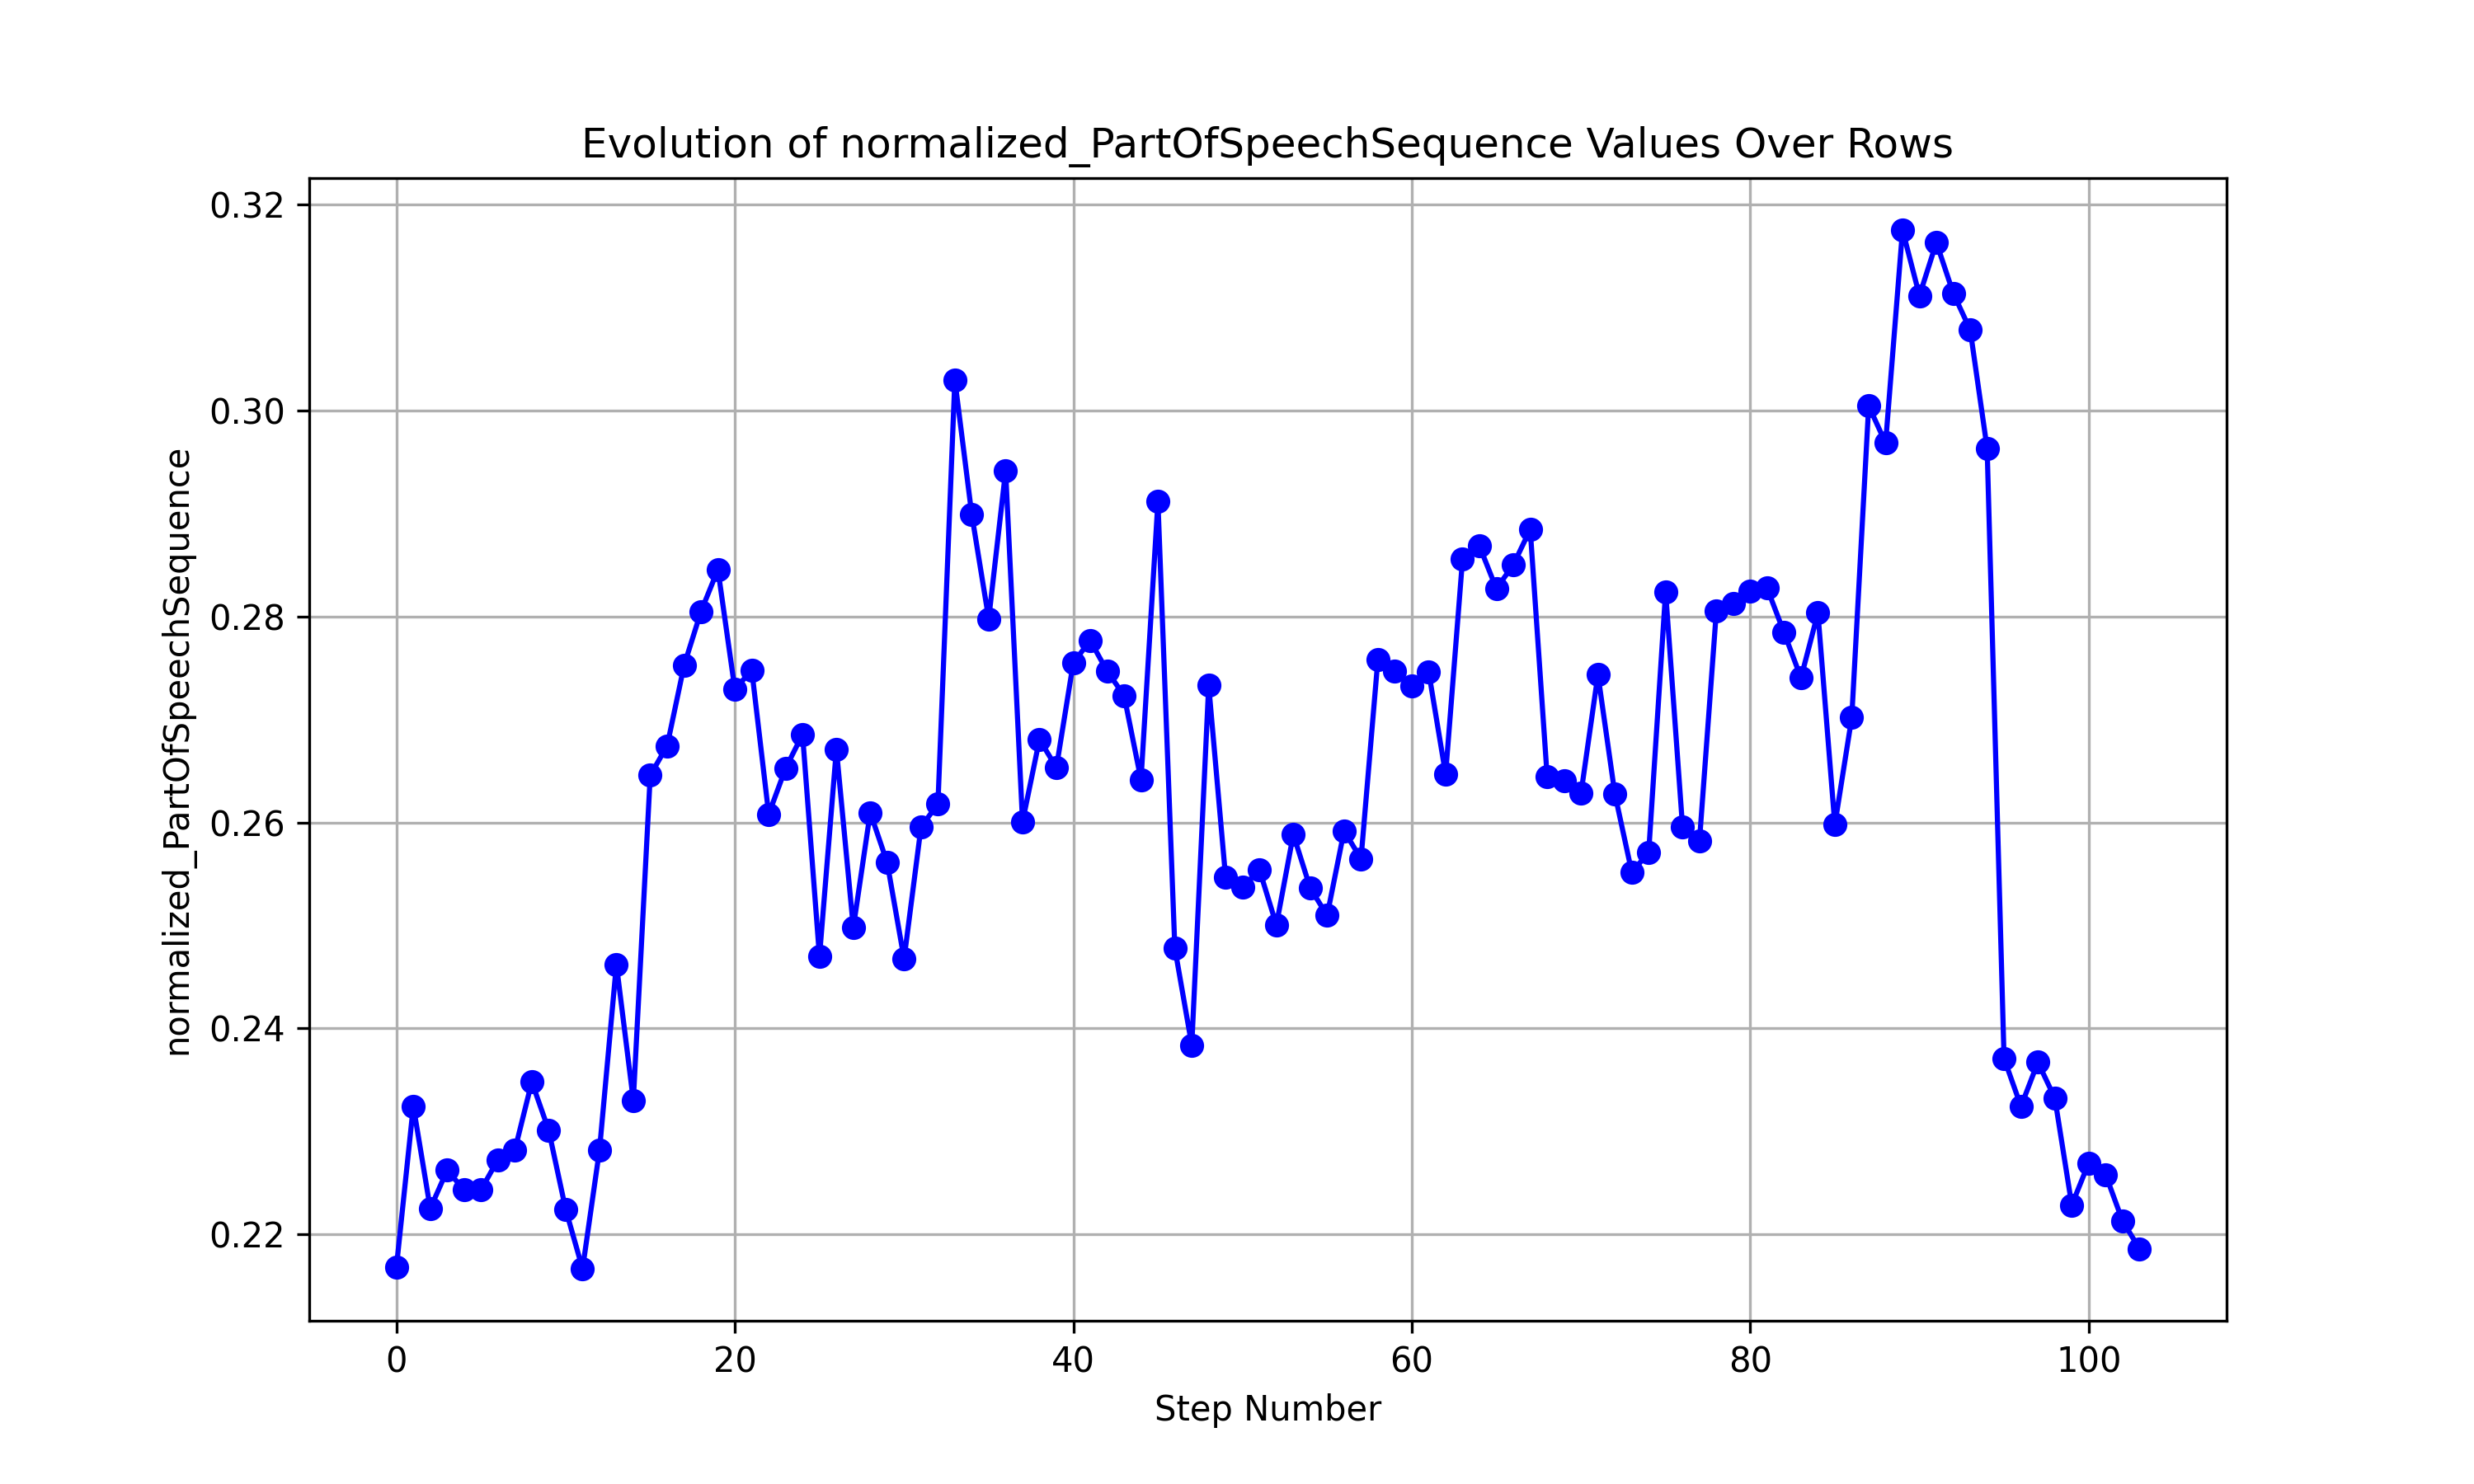 Evolution of normalized_PartOfSpeechSequence Values Over Rows
normalized_PartOfSpeechSequence
0.32
0.30
0.28
0.26
0.24
0.22
0 20 40 60 80 100
Step Number